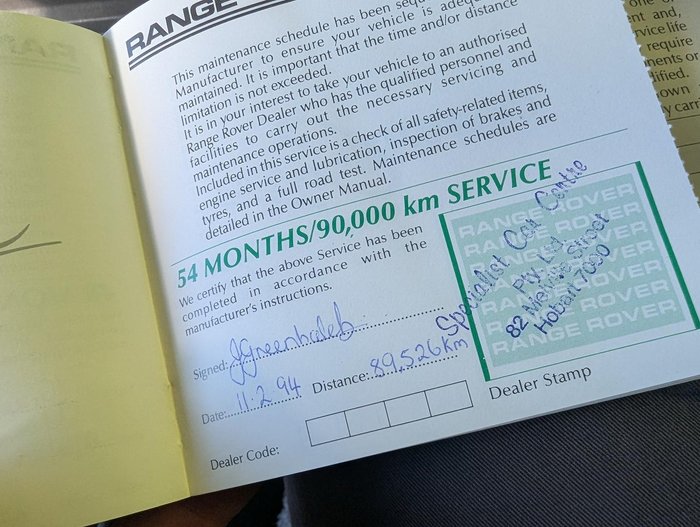 RANGE
This maintenance schedule has been
Manufacturer to ensure your vehicle is
maintained. It is important that the time and/or distance
limitation is not exceeded.
It is in your interest to take your vehicle to an authorised
Range Rover Dealer who has the qualified personnel and
facilities to carry out the necessary servicing and
maintenance operations.
Included in this service is a check of all safety-related items,
engine service and lubrication, inspection of brakes and
tyres, and a full road test. Maintenance schedules are
detailed in the Owner Manual.
54 MONTHS/90,000 km SERVICE
We certify that the above Service has been
completed in accordance with the
manufacturer's instructions.
Signed:
Date: 11.2.94 Distance: 89,526km
Dealer Code:
RANGE ROVER
RANGE ROVER
RANGE ROVER
RANGE ROVER
RANGE ROVER
RANGE ROVER
Specialist Car Centre
Pty Ltd
82 Street
Hobart 7000
Dealer Stamp
and,
rvice life
require
own